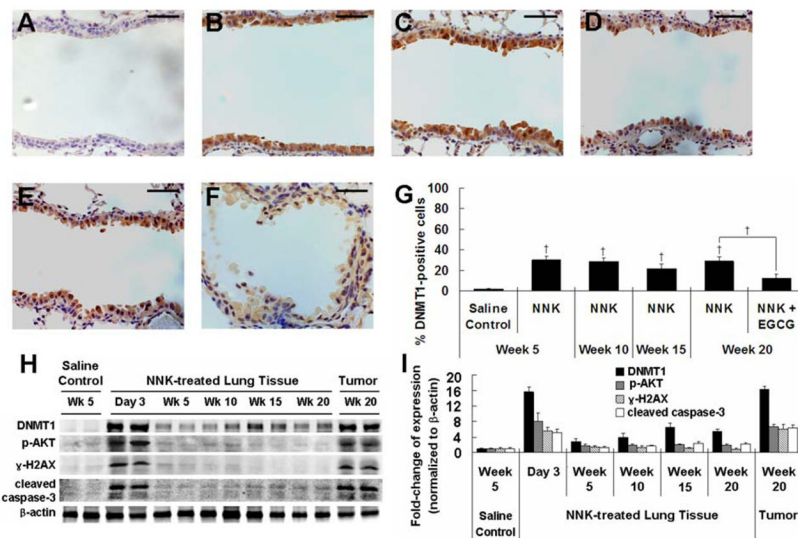 A
B
C
D
E
F
G
% DNMT1-positive cells
100
80
60
40
20
0
†
†
†
†
†
Saline Control
NNK
NNK
NNK
NNK
NNK + EGCG
Week 5
Week 10
Week 15
Week 20
H
Saline Control
NNK-treated Lung Tissue
Tumor
Wk 5
Day 3
Wk 5
Wk 10
Wk 15
Wk 20
Wk 20
DNMT1
p-AKT
γ-H2AX
cleaved
caspase-3
β-actin
I
Fold-change of expression
(normalized to β-actin)
20
16
12
8
4
0
DNMT1
p-AKT
γ-H2AX
cleaved caspase-3
Week 5
Day 3
Week 5
Week 10
Week 15
Week 20
Week 20
Saline Control
NNK-treated Lung Tissue
Tumor